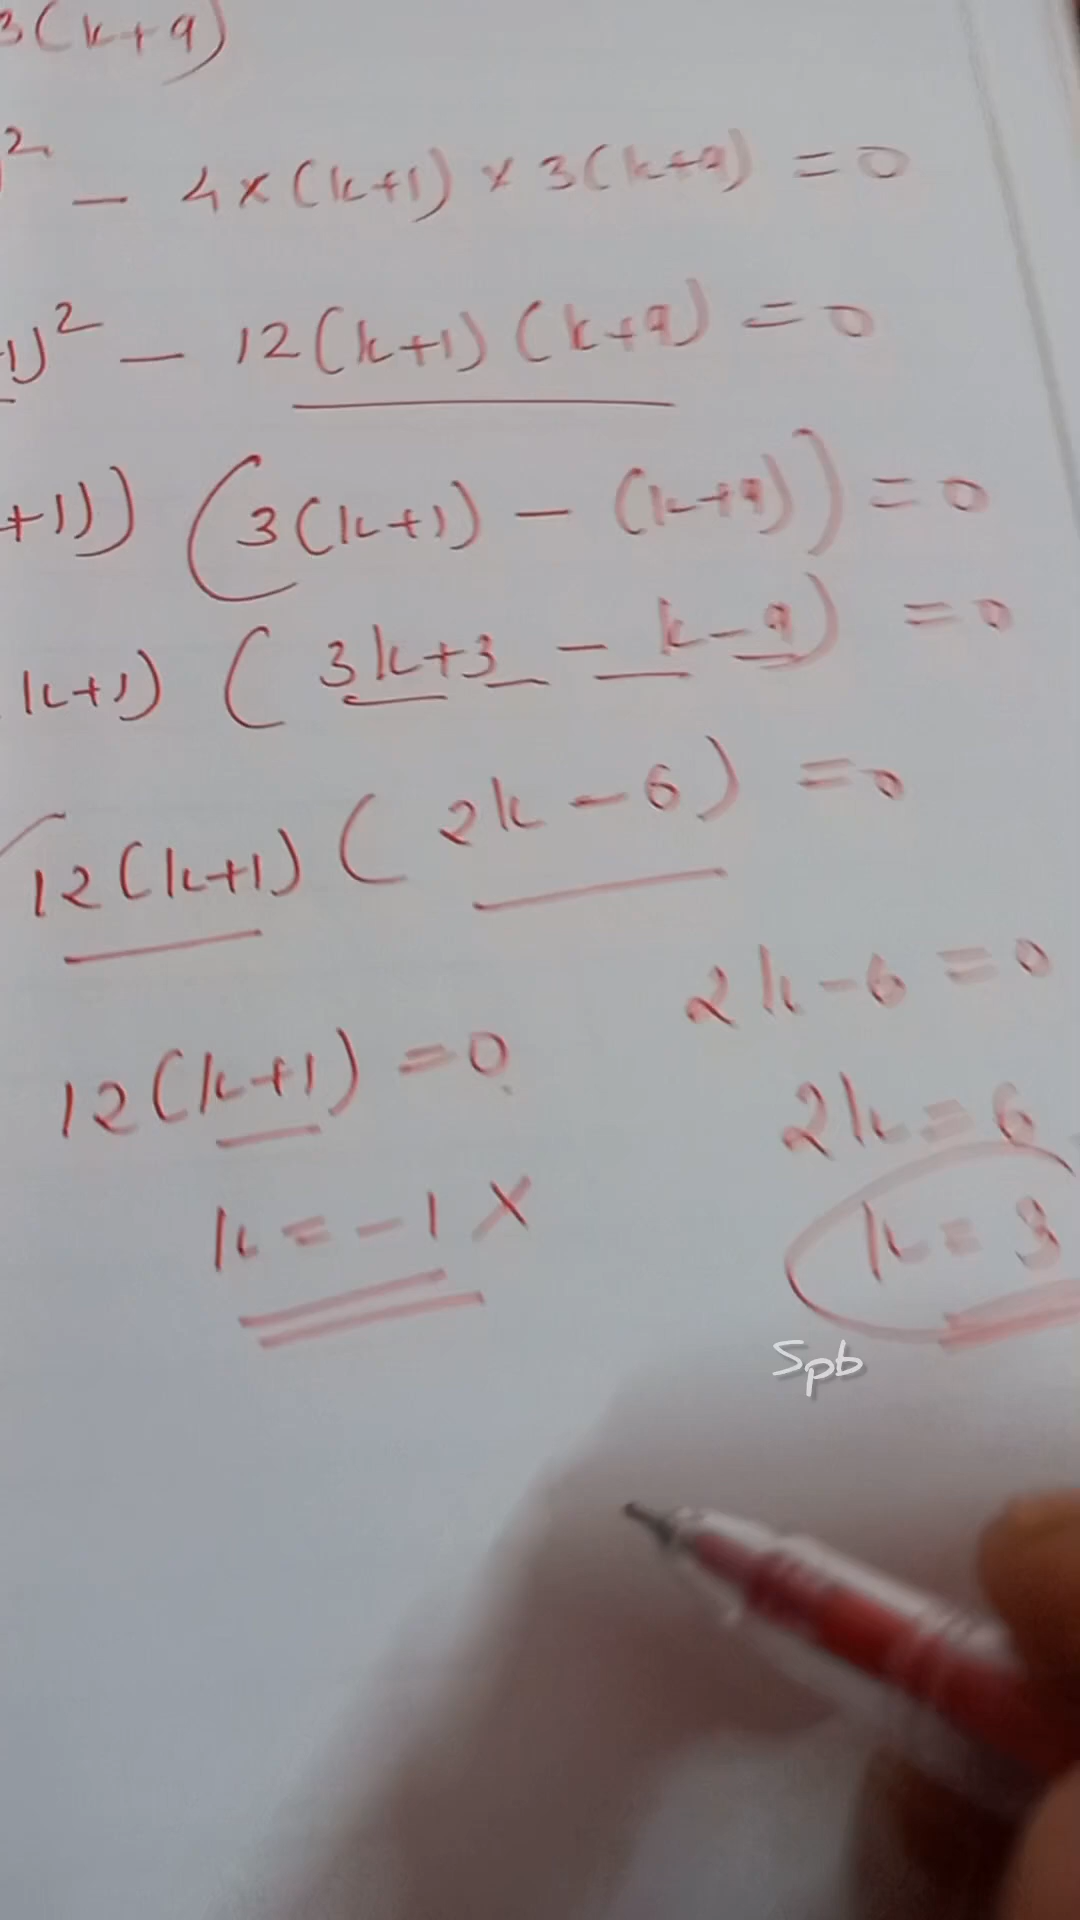 3(k+9)
2 - 4×(k+1) × 3(k+9) = 0
1)² - 12(k+1) (k+9) = 0
+1)) (3(k+1) - (k+9)) = 0
k+1) ( 3k+3 - k-9) = 0
12(k+1) ( 2k - 6) = 0
2k-6 = 0
12(k+1) = 0
2k = 6
k = -1 ×
k = 3
Spb